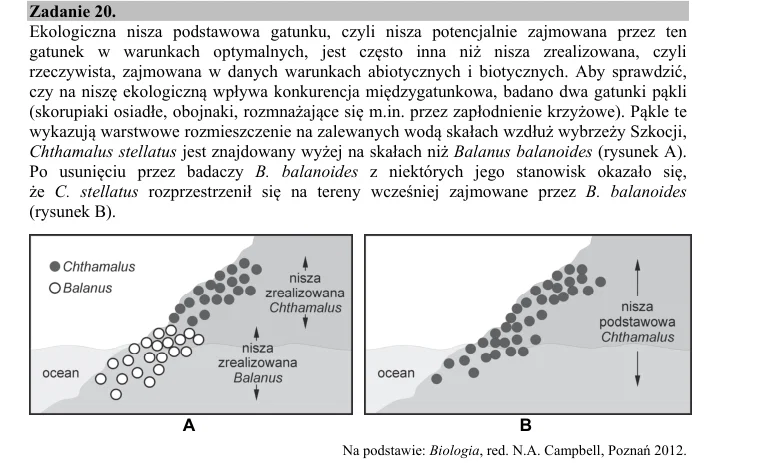 Zadanie 20.
Ekologiczna nisza podstawowa gatunku, czyli nisza potencjalnie zajmowana przez ten
gatunek w warunkach optymalnych, jest często inna niż nisza zrealizowana, czyli
rzeczywista, zajmowana w danych warunkach abiotycznych i biotycznych. Aby sprawdzić,
czy na niszę ekologiczną wpływa konkurencja międzygatunkowa, badano dwa gatunki pąkli
(skorupiaki osiadłe, obojnaki, rozmnażające się m.in. przez zapłodnienie krzyżowe). Pąkle te
wykazują warstwowe rozmieszczenie na zalewanych wodą skałach wzdłuż wybrzeży Szkocji,
Chthamalus stellatus jest znajdowany wyżej na skałach niż Balanus balanoides (rysunek A).
Po usunięciu przez badaczy B. balanoides z niektórych jego stanowisk okazało się,
że C. stellatus rozprzestrzenił się na tereny wcześniej zajmowane przez B. balanoides
(rysunek B).
Chthamalus
Balanus
nisza
zrealizowana
Chthamalus
nisza
zrealizowana
Balanus
ocean
A
nisza
podstawowa
Chthamalus
ocean
B
Na podstawie: Biologia, red. N.A. Campbell, Poznań 2012.